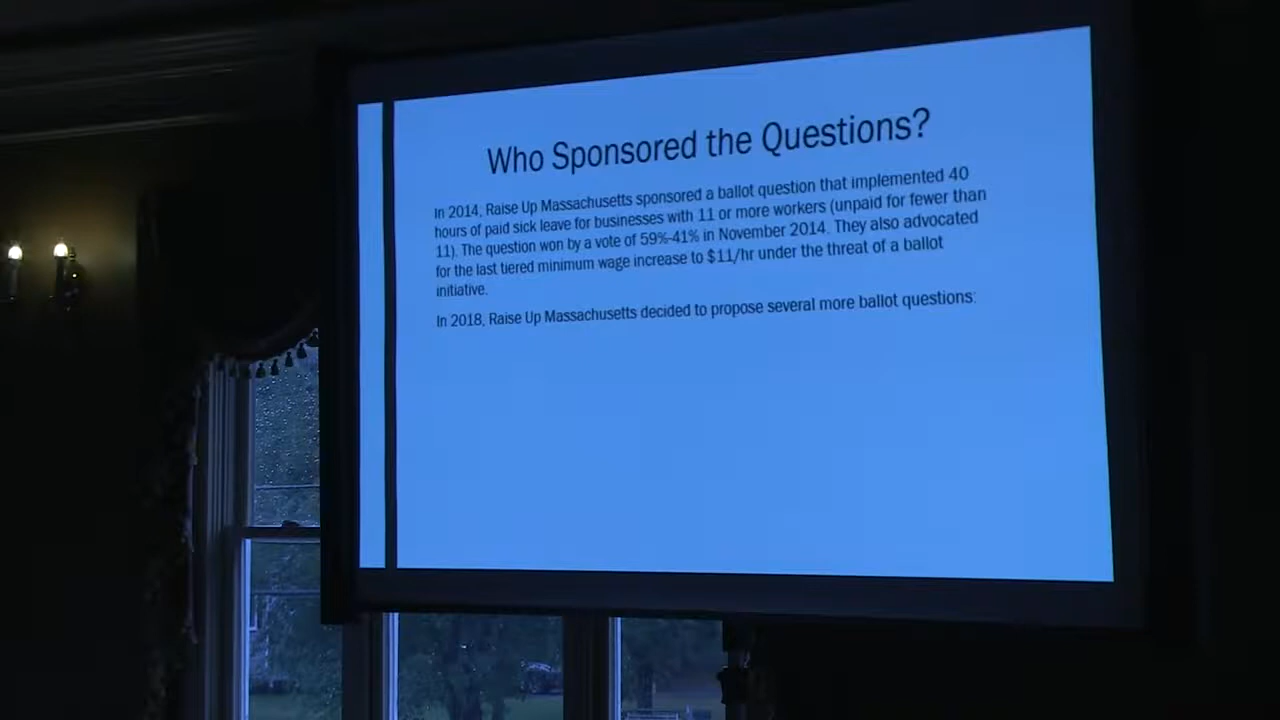 Who Sponsored the Questions?
In 2014, Raise Up Massachusetts sponsored a ballot question that implemented 40
hours of paid sick leave for businesses with 11 or more workers (unpaid for fewer than
11). The question won by a vote of 59%-41% in November 2014. They also advocated
for the last tiered minimum wage increase to $11/hr under the threat of a ballot
initiative.
In 2018, Raise Up Massachusetts decided to propose several more ballot questions: